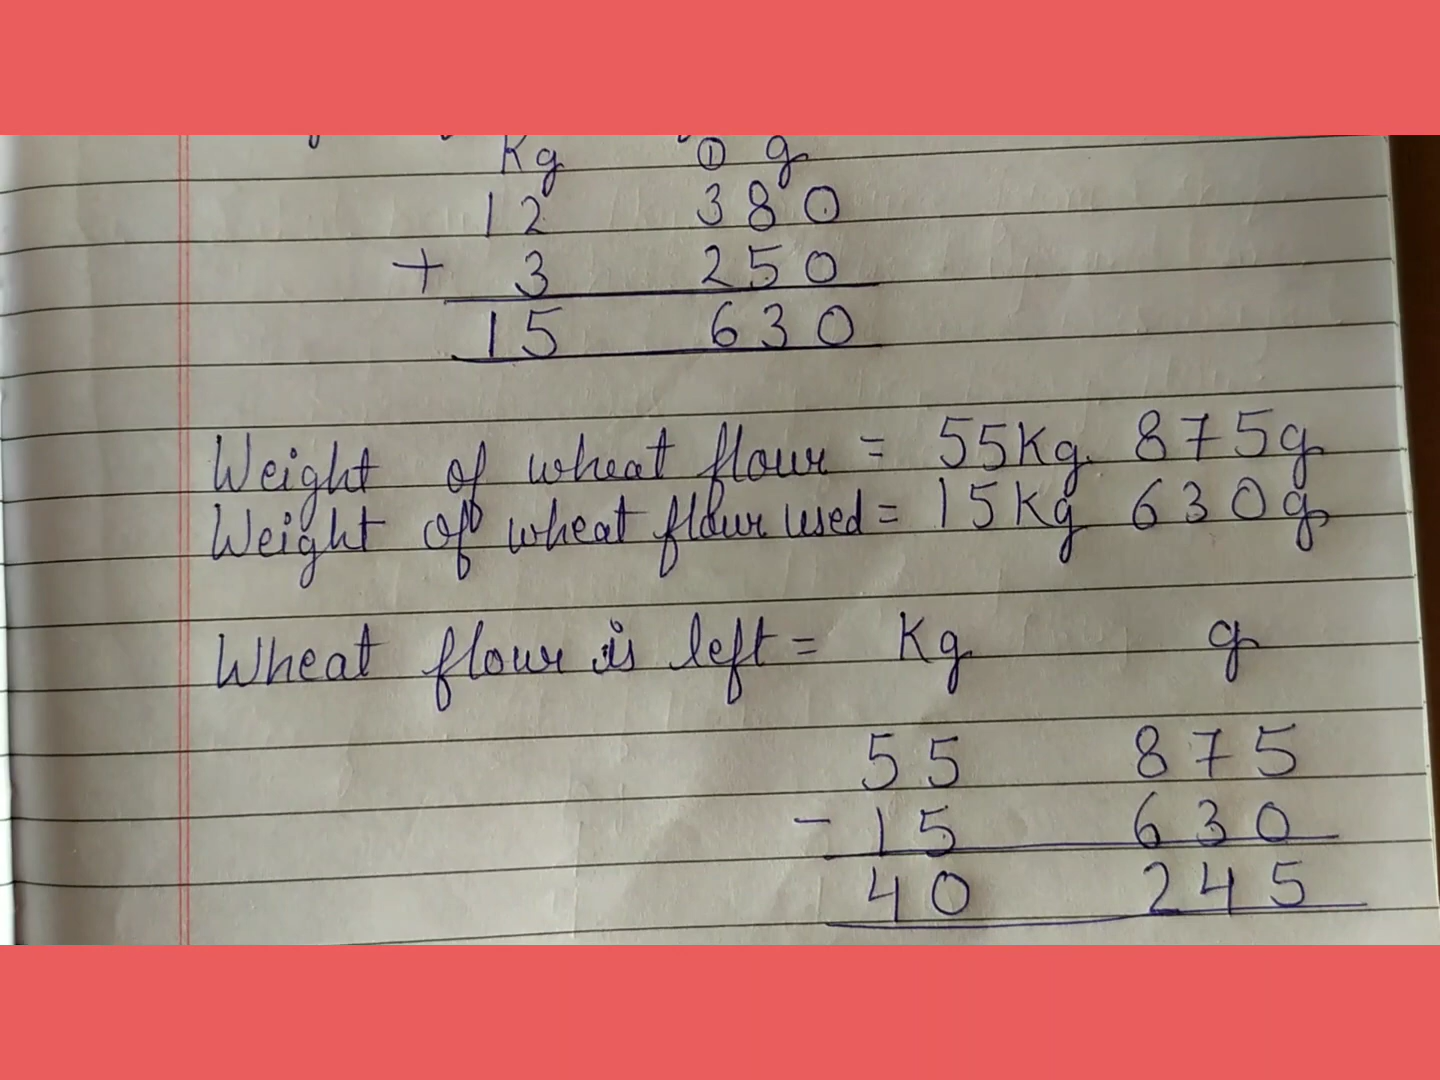 Kg ① g
12 380
+ 3 250
15 630
Weight of wheat flour = 55Kg. 875g
Weight of wheat flour used = 15Kg 630g
Wheat flour is left = Kg g
55 875
- 15 630
40 245